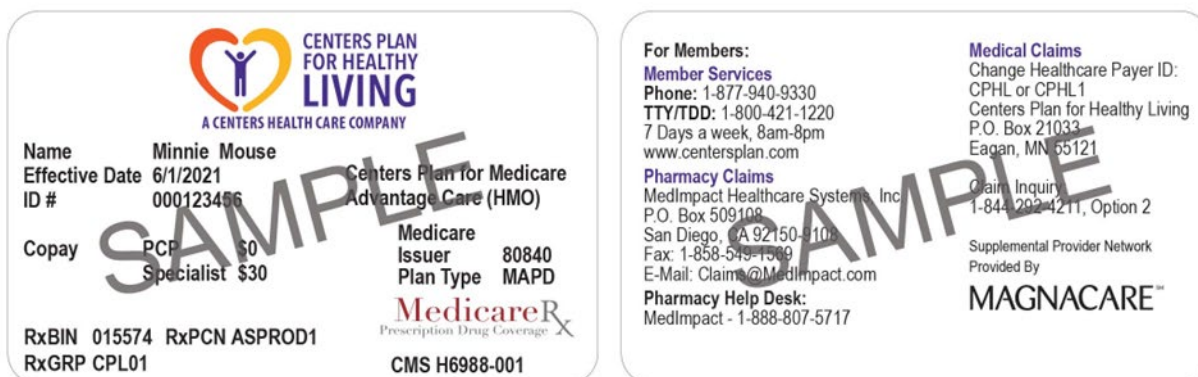 CENTERS PLAN
FOR HEALTHY
LIVING
A CENTERS HEALTH CARE COMPANY
Name Minnie Mouse
Effective Date 6/1/2021
ID # 000123456
Centers Plan for Medicare
Advantage Care (HMO)
Copay PCP $0
Specialist $30
Medicare
Issuer 80840
Plan Type MAPD
MedicareRx
Prescription Drug Coverage
RxBIN 015574 RxPCN ASPROD1
RxGRP CPL01
CMS H6988-001
SAMPLE
For Members:
Member Services
Phone: 1-877-940-9330
TTY/TDD: 1-800-421-1220
7 Days a week, 8am-8pm
www.centersplan.com
Pharmacy Claims
MedImpact Healthcare Systems, Inc
P.O. Box 509108
San Diego, CA 92150-9108
Fax: 1-858-549-1569
E-Mail: Claims@MedImpact.com
Pharmacy Help Desk:
MedImpact - 1-888-807-5717
Medical Claims
Change Healthcare Payer ID:
CPHL or CPHL1
Centers Plan for Healthy Living
P.O. Box 21033
Eagan, MN 55121
Claim Inquiry
1-844-292-4211, Option 2
Supplemental Provider Network
Provided By
MAGNACARE SM
SAMPLE